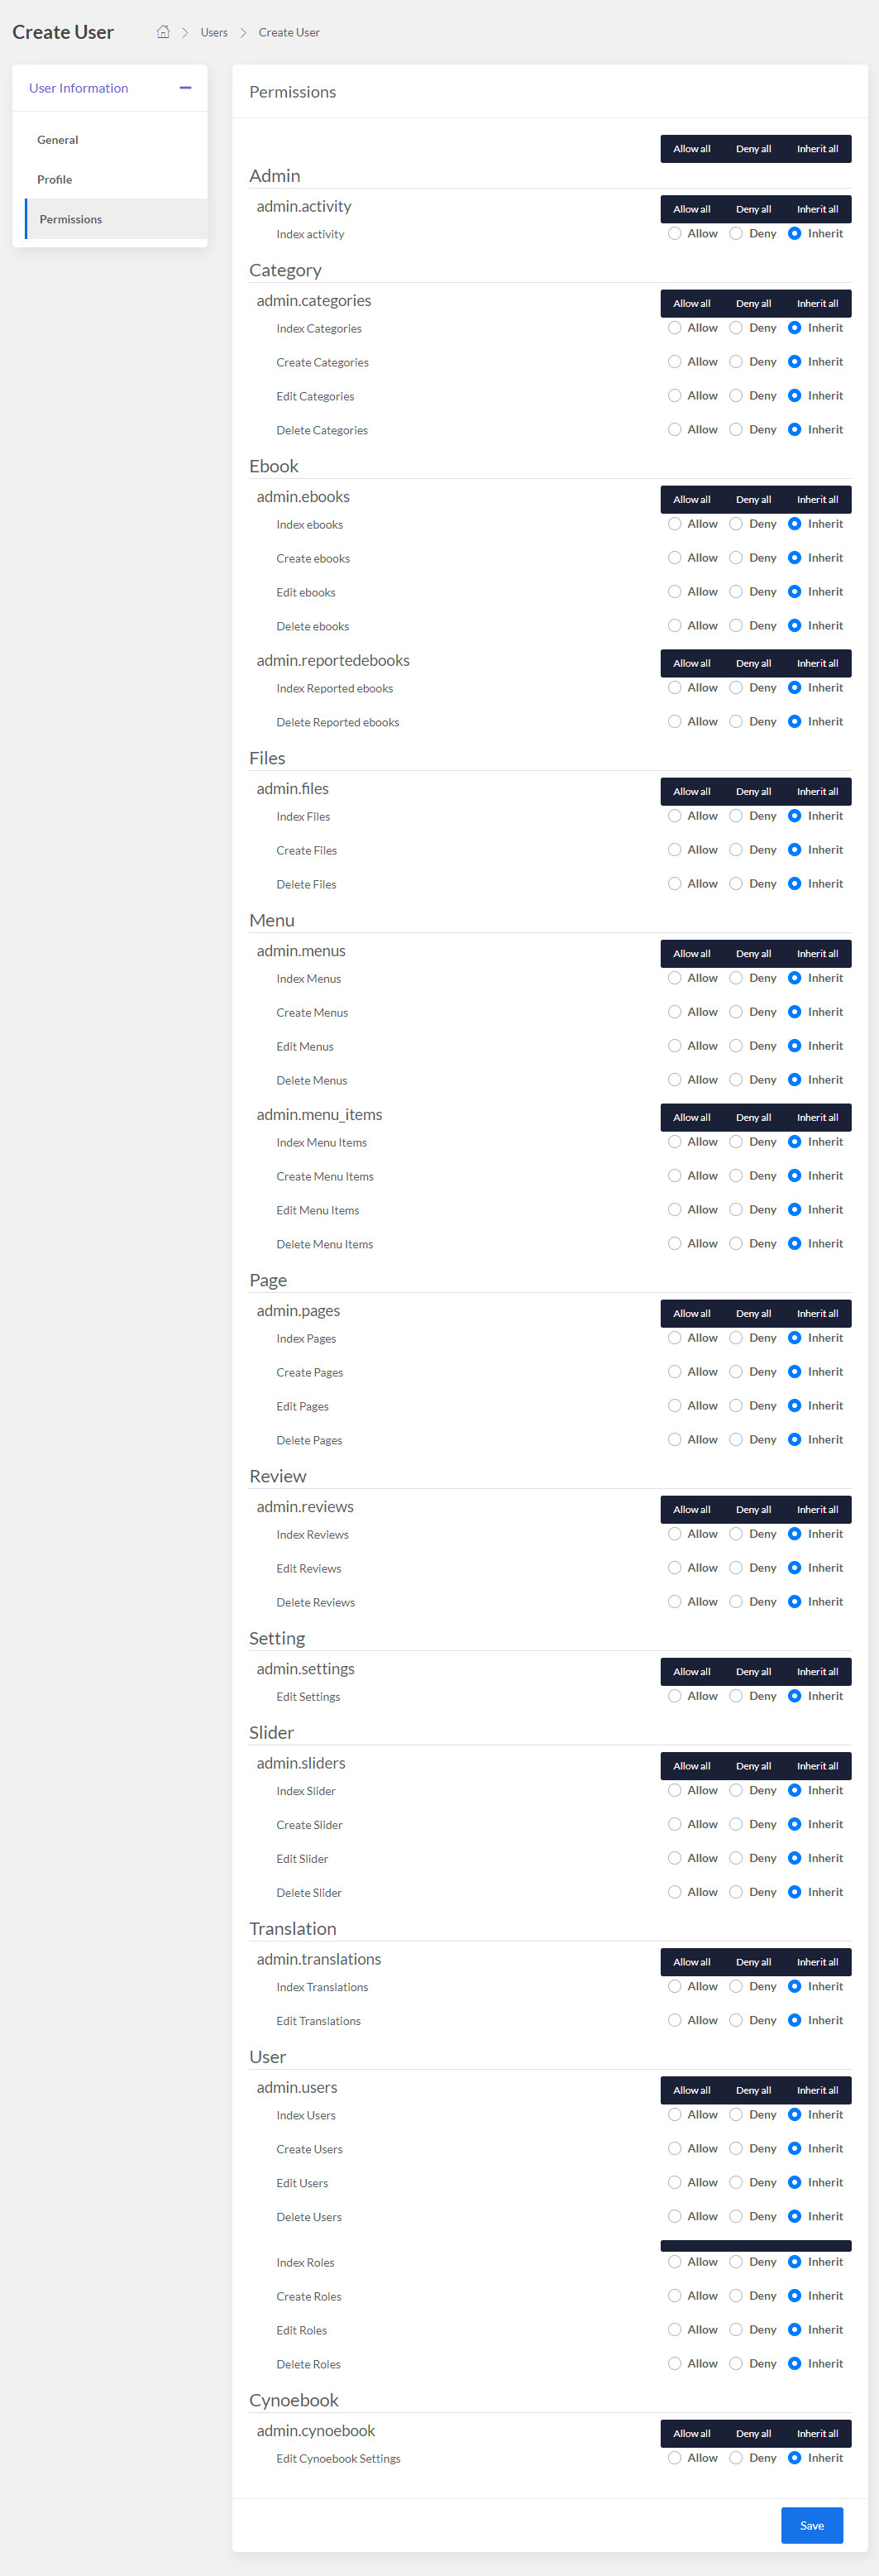 Create User
Users
Create User
User Information
General
Profile
Permissions
Permissions
Allow all Deny all Inherit all
Admin
admin.activity Allow all Deny all Inherit all
Index activity Allow Deny Inherit
Category
admin.categories Allow all Deny all Inherit all
Index Categories Allow Deny Inherit
Create Categories Allow Deny Inherit
Edit Categories Allow Deny Inherit
Delete Categories Allow Deny Inherit
Ebook
admin.ebooks Allow all Deny all Inherit all
Index ebooks Allow Deny Inherit
Create ebooks Allow Deny Inherit
Edit ebooks Allow Deny Inherit
Delete ebooks Allow Deny Inherit
admin.reportedebooks Allow all Deny all Inherit all
Index Reported ebooks Allow Deny Inherit
Delete Reported ebooks Allow Deny Inherit
Files
admin.files Allow all Deny all Inherit all
Index Files Allow Deny Inherit
Create Files Allow Deny Inherit
Delete Files Allow Deny Inherit
Menu
admin.menus Allow all Deny all Inherit all
Index Menus Allow Deny Inherit
Create Menus Allow Deny Inherit
Edit Menus Allow Deny Inherit
Delete Menus Allow Deny Inherit
admin.menu_items Allow all Deny all Inherit all
Index Menu Items Allow Deny Inherit
Create Menu Items Allow Deny Inherit
Edit Menu Items Allow Deny Inherit
Delete Menu Items Allow Deny Inherit
Page
admin.pages Allow all Deny all Inherit all
Index Pages Allow Deny Inherit
Create Pages Allow Deny Inherit
Edit Pages Allow Deny Inherit
Delete Pages Allow Deny Inherit
Review
admin.reviews Allow all Deny all Inherit all
Index Reviews Allow Deny Inherit
Edit Reviews Allow Deny Inherit
Delete Reviews Allow Deny Inherit
Setting
admin.settings Allow all Deny all Inherit all
Edit Settings Allow Deny Inherit
Slider
admin.sliders Allow all Deny all Inherit all
Index Slider Allow Deny Inherit
Create Slider Allow Deny Inherit
Edit Slider Allow Deny Inherit
Delete Slider Allow Deny Inherit
Translation
admin.translations Allow all Deny all Inherit all
Index Translations Allow Deny Inherit
Edit Translations Allow Deny Inherit
User
admin.users Allow all Deny all Inherit all
Index Users Allow Deny Inherit
Create Users Allow Deny Inherit
Edit Users Allow Deny Inherit
Delete Users Allow Deny Inherit
Index Roles Allow Deny Inherit
Create Roles Allow Deny Inherit
Edit Roles Allow Deny Inherit
Delete Roles Allow Deny Inherit
Cynoebook
admin.cynoebook Allow all Deny all Inherit all
Edit Cynoebook Settings Allow Deny Inherit
Save